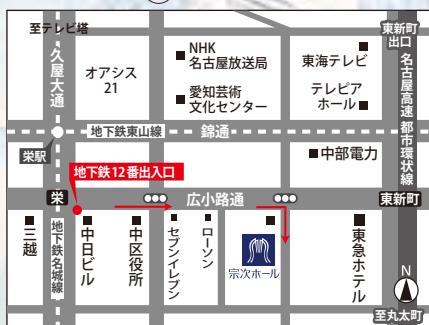 至テレビ塔
東新町
出口
久屋大通
オアシス
21
NHK
名古屋放送局
愛知芸術
文化センター
東海テレビ
テレピア
ホール
名古屋高速 都市環状線
地下鉄東山線
錦通
栄駅
地下鉄12番出入口
中部電力
栄
広小路通
東新町
三越
地下鉄名城線
中日ビル
中区役所
セブンイレブン
ローソン
宗次ホール
東急ホテル
N
至丸太町